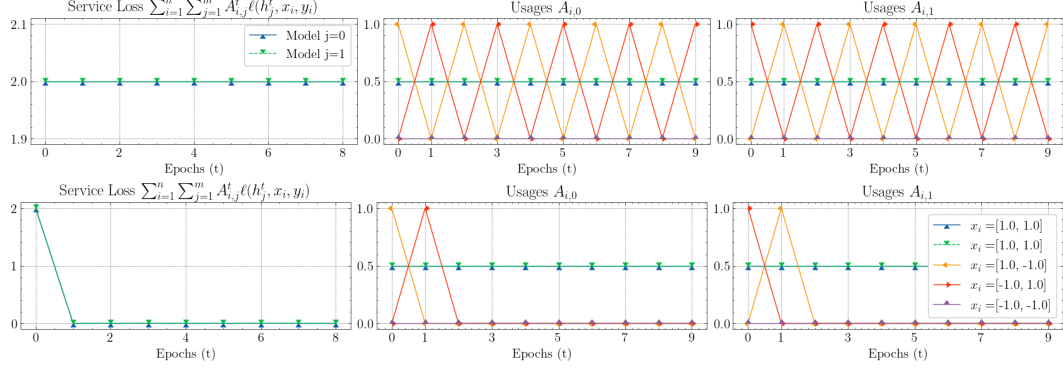 Service Loss $\sum_{i=1}^{n} \sum_{j=1}^{m} A_{i,j}^{t} \ell(h_j^t, x_i, y_i)$
2.1
2.0
1.9
Model j=0
Model j=1
0 2 4 6 8
Epochs (t)
Usages $A_{i,0}$
1.0
0.5
0.0
0 1 3 5 7 9
Epochs (t)
Usages $A_{i,1}$
1.0
0.5
0.0
0 1 3 5 7 9
Epochs (t)
Service Loss $\sum_{i=1}^{n} \sum_{j=1}^{m} A_{i,j}^{t} \ell(h_j^t, x_i, y_i)$
2
1
0
0 2 4 6 8
Epochs (t)
Usages $A_{i,0}$
1.0
0.5
0.0
0 1 3 5 7 9
Epochs (t)
Usages $A_{i,1}$
1.0
0.5
0.0
$x_i$ =[1.0, 1.0]
$x_i$ =[1.0, 1.0]
$x_i$ =[1.0, -1.0]
$x_i$ =[-1.0, 1.0]
$x_i$ =[-1.0, -1.0]
0 1 3 5 7 9
Epochs (t)